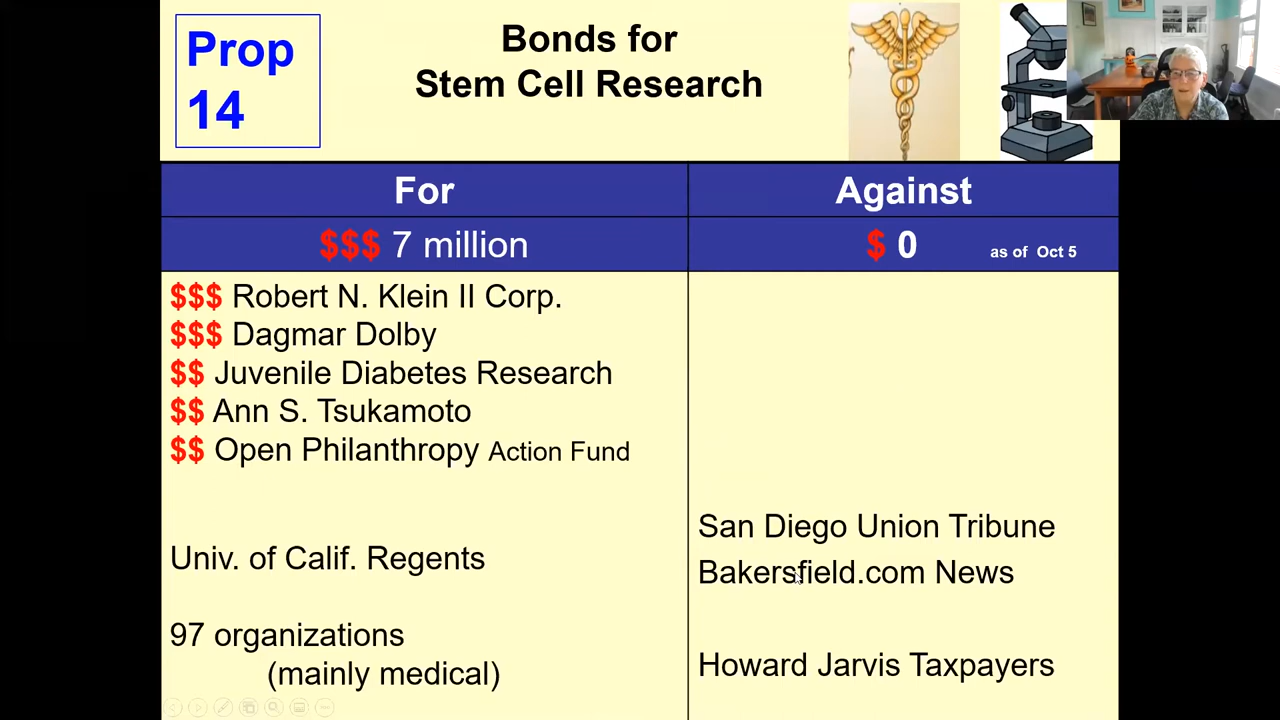 Prop
14
Bonds for
Stem Cell Research
For
Against
$$$ 7 million
$ 0 as of Oct 5
$$$ Robert N. Klein II Corp.
$$$ Dagmar Dolby
$$ Juvenile Diabetes Research
$$ Ann S. Tsukamoto
$$ Open Philanthropy Action Fund
Univ. of Calif. Regents
97 organizations
(mainly medical)
San Diego Union Tribune
Bakersfield.com News
Howard Jarvis Taxpayers